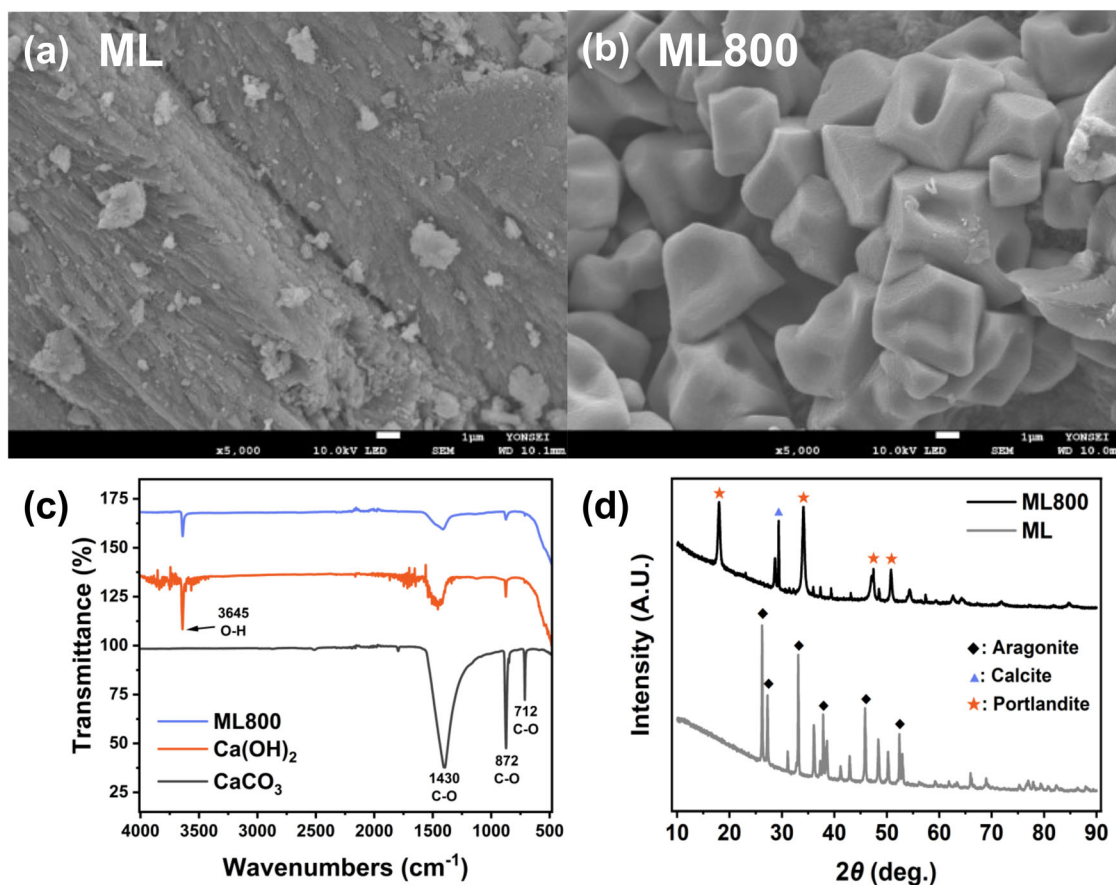 (a) ML
(b) ML800
1μm YONSEI
x5,000 10.0kV LED SEM WD 10.1mm
1μm YONSEI
x5,000 10.0kV LED SEM WD 10.0m
(c)
Transmittance (%)
175
150
125
100
75
50
25
3645
O-H
ML800
Ca(OH)₂
CaCO₃
1430
C-O
872
C-O
712
C-O
4000 3500 3000 2500 2000 1500 1000 500
Wavenumbers (cm⁻¹)
(d)
Intensity (A.U.)
ML800
ML
◆: Aragonite
▲: Calcite
★: Portlandite
10 20 30 40 50 60 70 80 90
2θ (deg.)